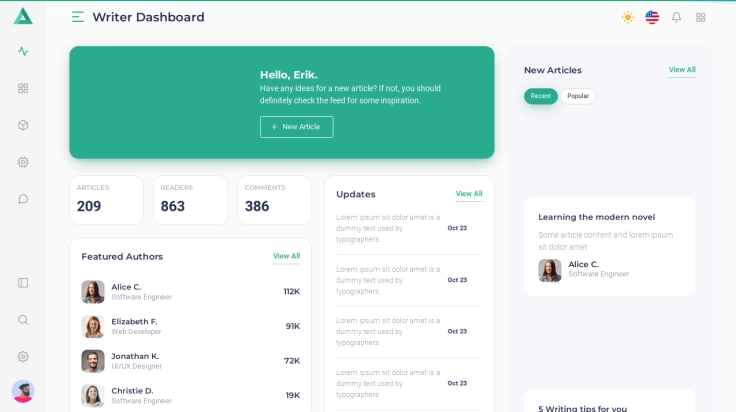 Writer Dashboard
Hello, Erik.
Have any ideas for a new article? If not, you should
definitely check the feed for some inspiration.
+ New Article
ARTICLES
209
READERS
863
COMMENTS
386
Featured Authors
View All
Alice C.
Software Engineer
112K
Elizabeth F.
Web Developer
91K
Jonathan K.
UI/UX Designer
72K
Christie D.
Software Engineer
19K
Updates
View All
Lorem ipsum sit dolor amet is a
dummy text used by
typographers.
Oct 23
Lorem ipsum sit dolor amet is a
dummy text used by
typographers.
Oct 23
Lorem ipsum sit dolor amet is a
dummy text used by
typographers.
Oct 23
Lorem ipsum sit dolor amet is a
dummy text used by
typographers.
Oct 23
New Articles
View All
Recent
Popular
Learning the modern novel
Some article content and lorem ipsum
sit dolor amet
Alice C.
Software Engineer
5 Writing tips for you